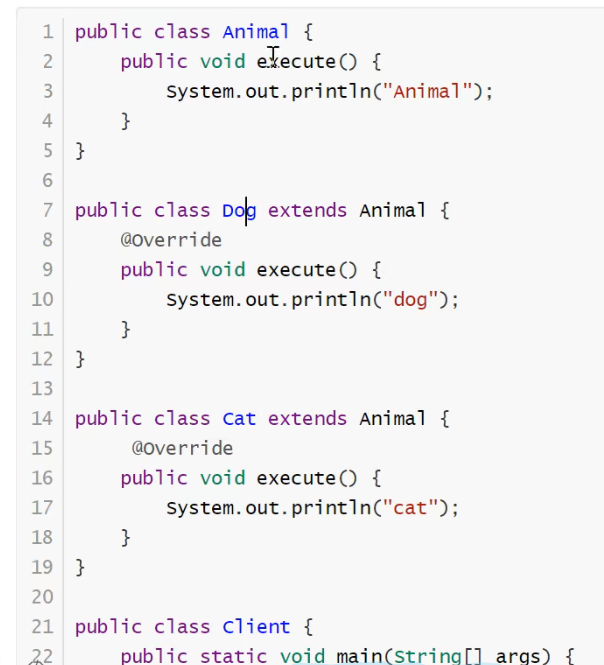 1 public class Animal {
2 public void execute() {
3 System.out.println("Animal");
4 }
5 }
6
7 public class Dog extends Animal {
8 @Override
9 public void execute() {
10 System.out.println("dog");
11 }
12 }
13
14 public class Cat extends Animal {
15 @Override
16 public void execute() {
17 System.out.println("cat");
18 }
19 }
20
21 public class Client {
22 public static void main(String[] args) {